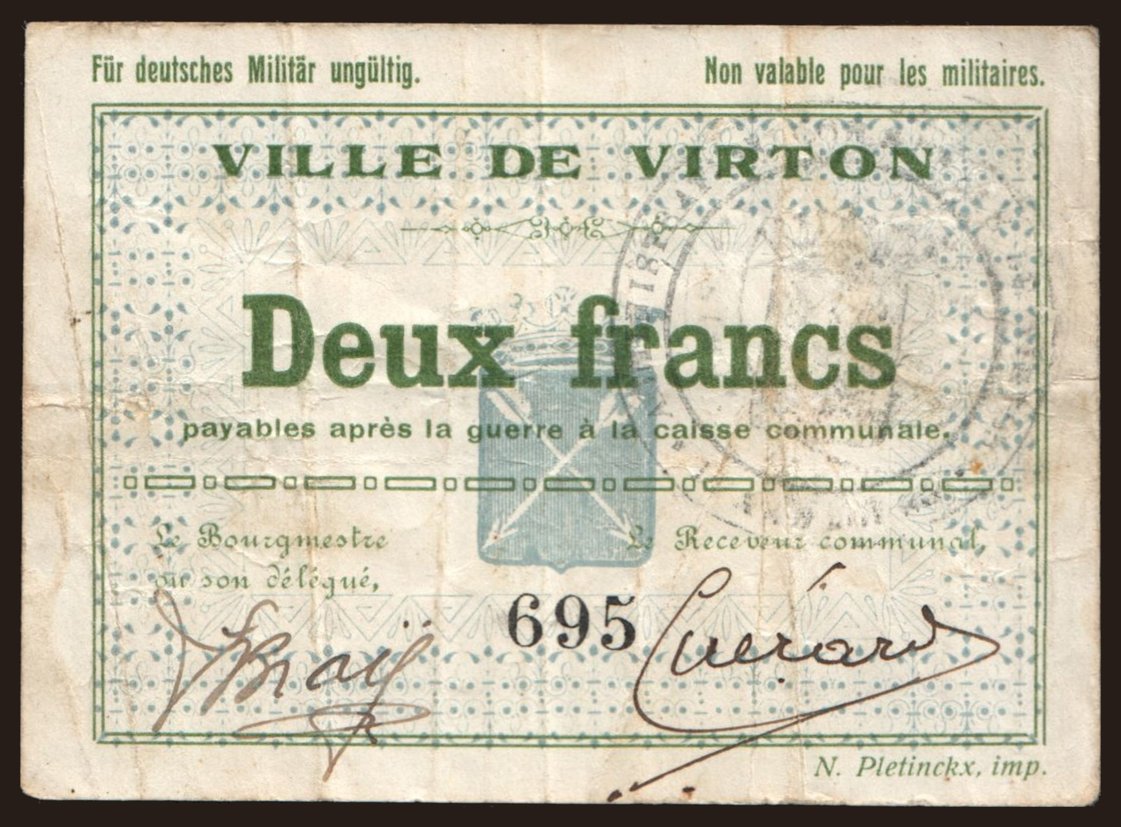 Für deutsches Militär ungültig. Non valable pour les militaires.
VILLE DE VIRTON
Deux francs
payables après la guerre à la caisse communale.
Le Bourgmestre
ou son délégué,
Le Receveur communal,
695
Guérard
N. Pletinckx, imp.